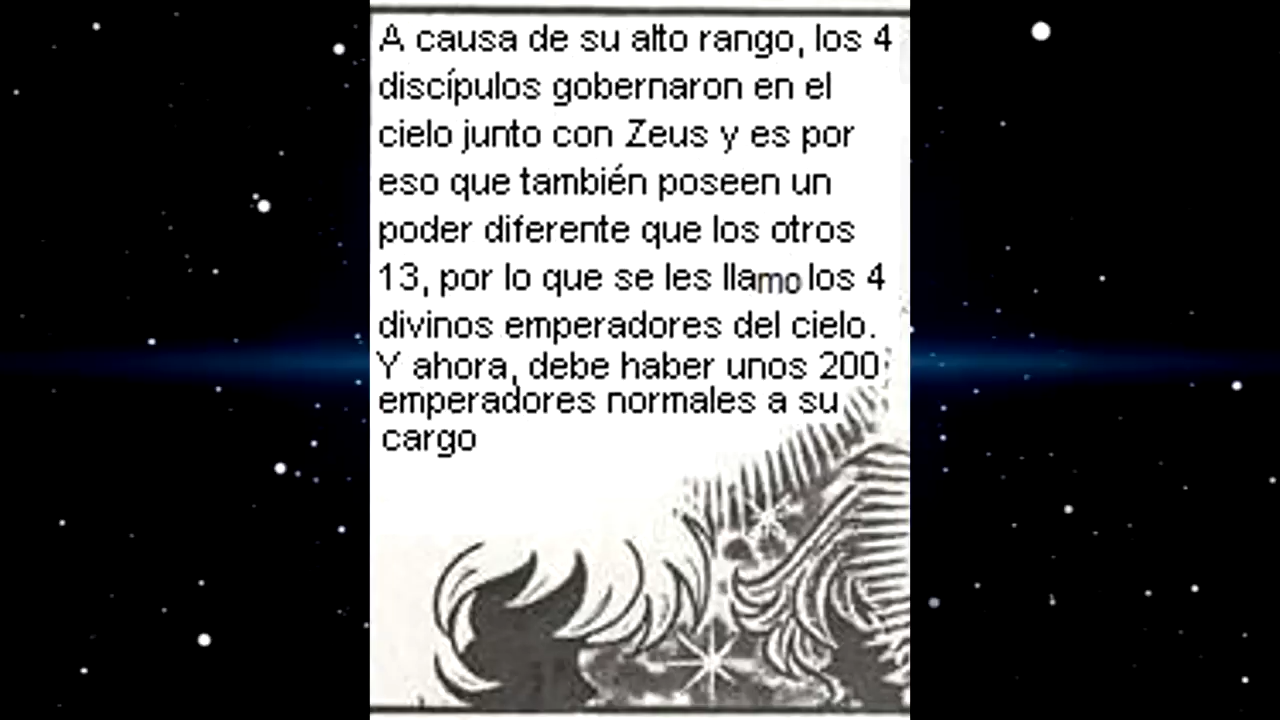 A causa de su alto rango, los 4
discípulos gobernaron en el
cielo junto con Zeus y es por
eso que también poseen un
poder diferente que los otros
13, por lo que se les llamo los 4
divinos emperadores del cielo.
Y ahora, debe haber unos 200
emperadores normales a su
cargo